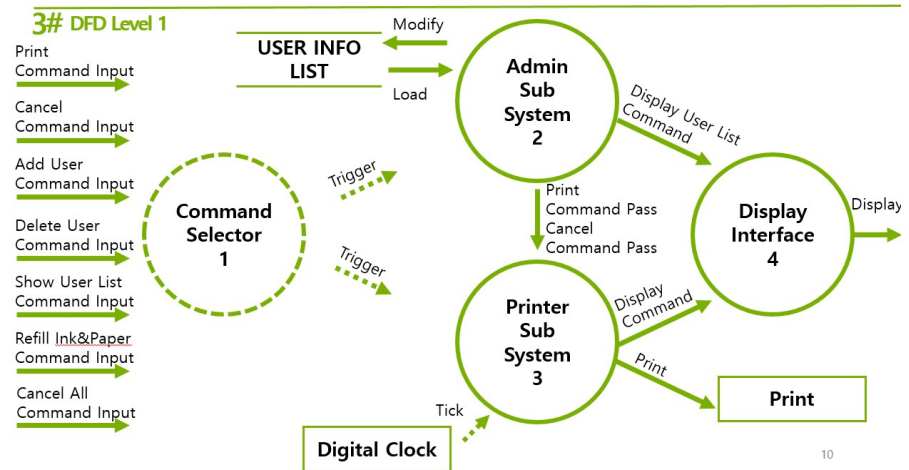 3# DFD Level 1
Print
Command Input
Cancel
Command Input
Add User
Command Input
Delete User
Command Input
Show User List
Command Input
Refill Ink&Paper
Command Input
Cancel All
Command Input
Command
Selector
1
Trigger
Trigger
USER INFO
LIST
Modify
Load
Admin
Sub
System
2
Display User List
Command
Print
Command Pass
Cancel
Command Pass
Printer
Sub
System
3
Display
Command
Display
Interface
4
Display
Print
Print
Tick
Digital Clock
10